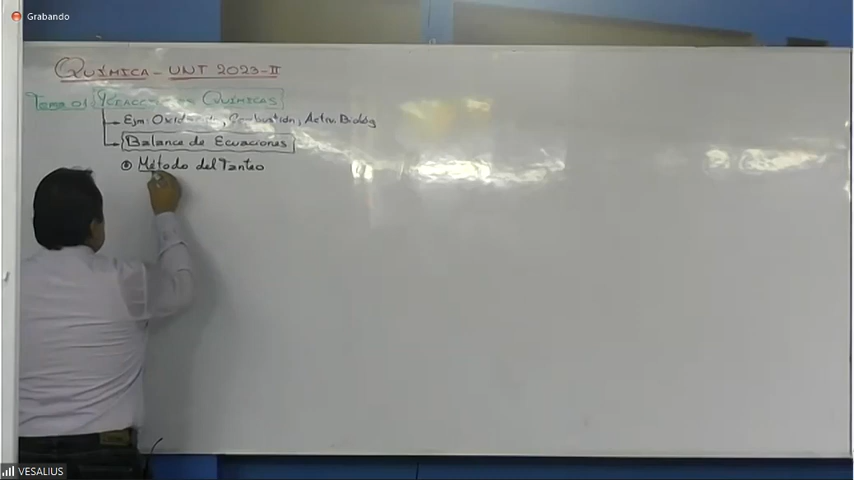 Grabando
QUÍMICA - UNT 2023-II
Tema 01: REACCIONES QUÍMICAS
Ejm: Oxidación, Combustión, Activ. Biológ
Balance de Ecuaciones
Método del Tanteo
VESALIUS